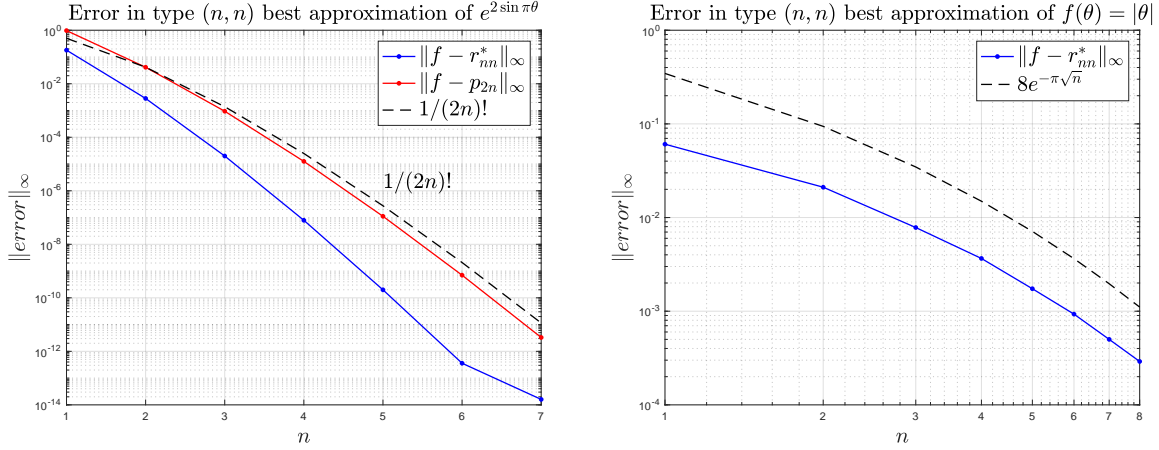 Error in type (n, n) best approximation of e^{2 sin πθ}
10^0
10^{-2}
10^{-4}
10^{-6}
10^{-8}
10^{-10}
10^{-12}
10^{-14}
‖error‖_∞
‖f − r^*_{nn}‖_∞
‖f − p_{2n}‖_∞
1/(2n)!
1/(2n)!
1 2 3 4 5 6 7
n
Error in type (n, n) best approximation of f(θ) = |θ|
10^0
10^{-1}
10^{-2}
10^{-3}
10^{-4}
‖error‖_∞
‖f − r^*_{nn}‖_∞
8e^{−π√n}
1 2 3 4 5 6 7 8
n